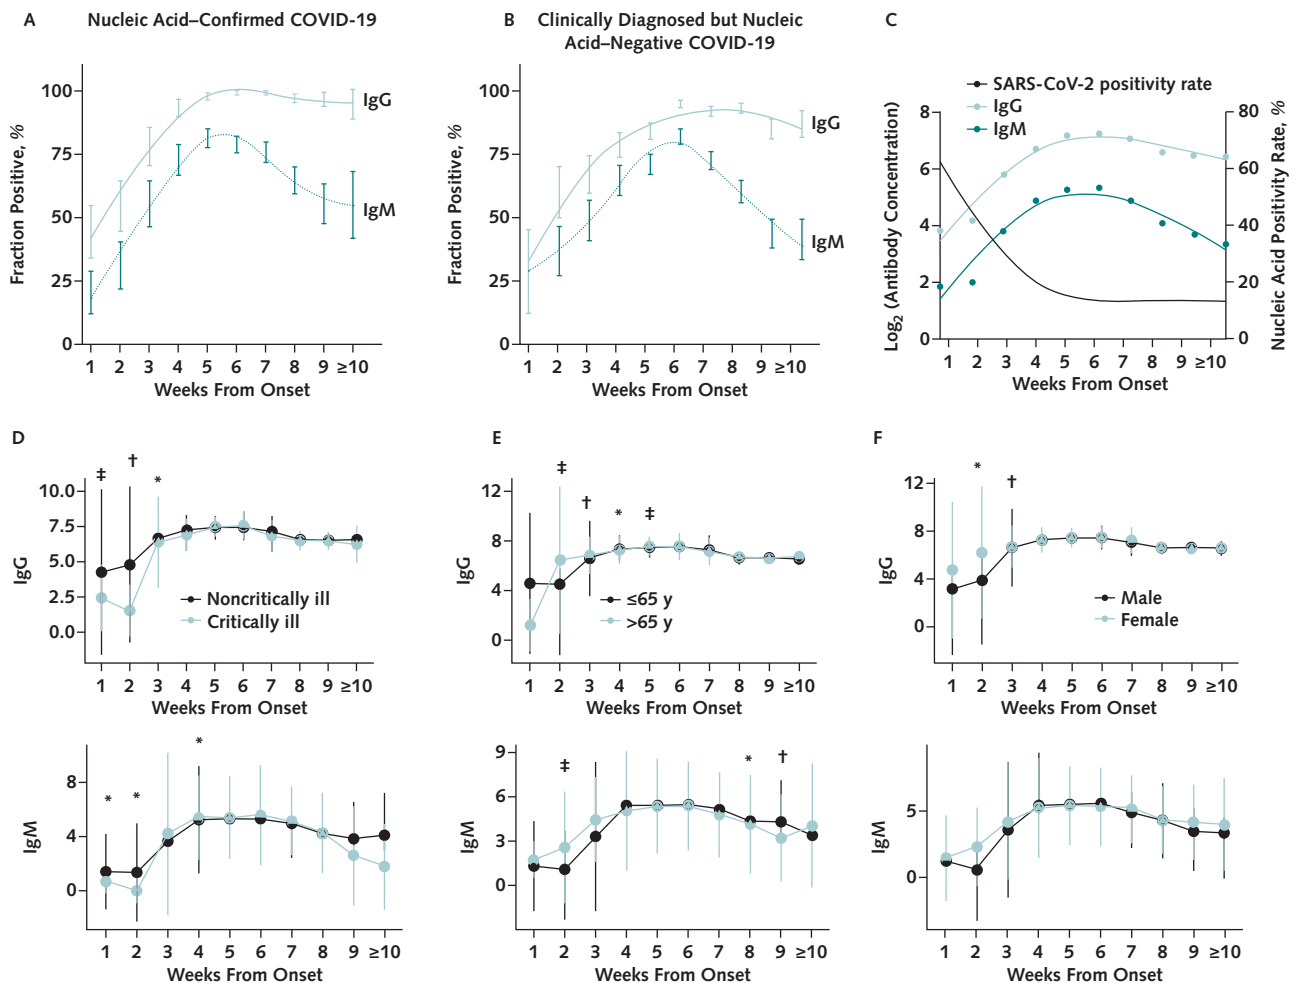 A
Nucleic Acid–Confirmed COVID-19
Fraction Positive, %
100
75
50
25
0
IgG
IgM
1 2 3 4 5 6 7 8 9 ≥10
Weeks From Onset
B
Clinically Diagnosed but Nucleic
Acid–Negative COVID-19
Fraction Positive, %
100
75
50
25
0
IgG
IgM
1 2 3 4 5 6 7 8 9 ≥10
Weeks From Onset
C
SARS-CoV-2 positivity rate
IgG
IgM
Log2 (Antibody Concentration)
8
6
4
2
0
Nucleic Acid Positivity Rate, %
80
60
40
20
0
1 2 3 4 5 6 7 8 9 ≥10
Weeks From Onset
D
‡ † *
IgG
10.0
7.5
5.0
2.5
0.0
Noncritically ill
Critically ill
1 2 3 4 5 6 7 8 9 ≥10
Weeks From Onset
* * *
IgM
8
4
0
1 2 3 4 5 6 7 8 9 ≥10
Weeks From Onset
E
‡ † * ‡
IgG
12
8
4
0
≤65 y
>65 y
1 2 3 4 5 6 7 8 9 ≥10
Weeks From Onset
‡ * †
IgM
9
6
3
0
1 2 3 4 5 6 7 8 9 ≥10
Weeks From Onset
F
* †
IgG
12
8
4
0
Male
Female
1 2 3 4 5 6 7 8 9 ≥10
Weeks From Onset
IgM
5
0
1 2 3 4 5 6 7 8 9 ≥10
Weeks From Onset